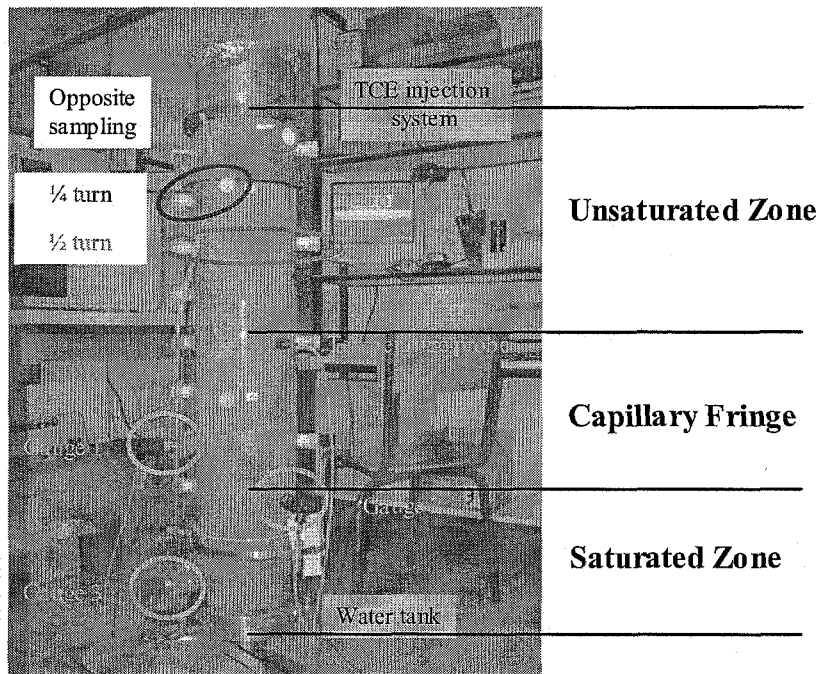 Opposite
sampling
TCE injection
system
¼ turn
½ turn
Unsaturated Zone
Capillary Fringe
Gauge 1
Gauge
Saturated Zone
Gauge 3
Water tank